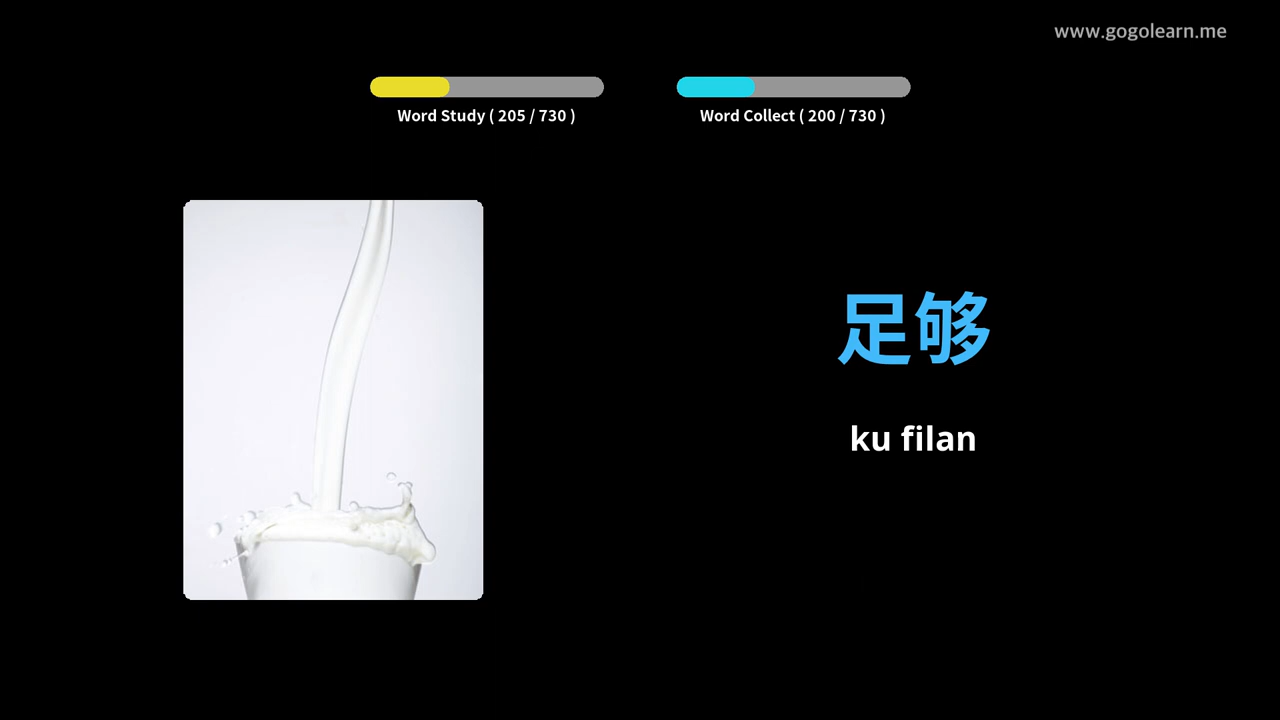 www.gogolearn.me
Word Study ( 205 / 730 )
Word Collect ( 200 / 730 )
足够
ku filan